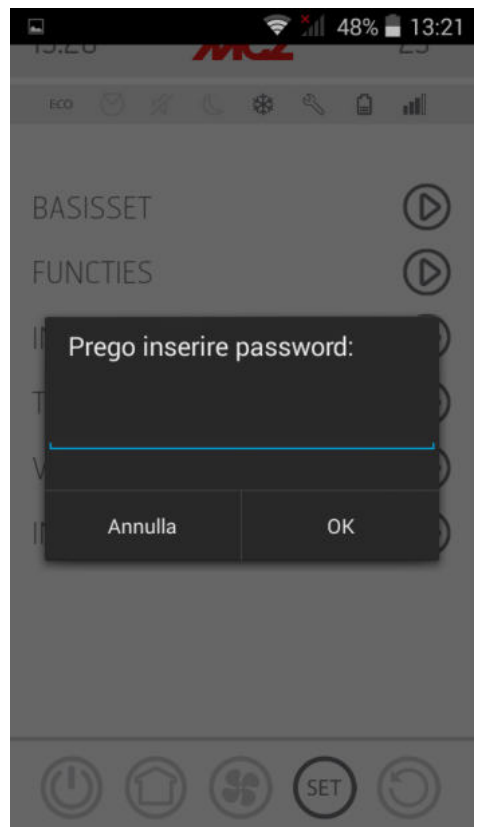 48% 13:21
MCZ
ECO
BASISSET
FUNCTIES
Prego inserire password:
Annulla OK
SET